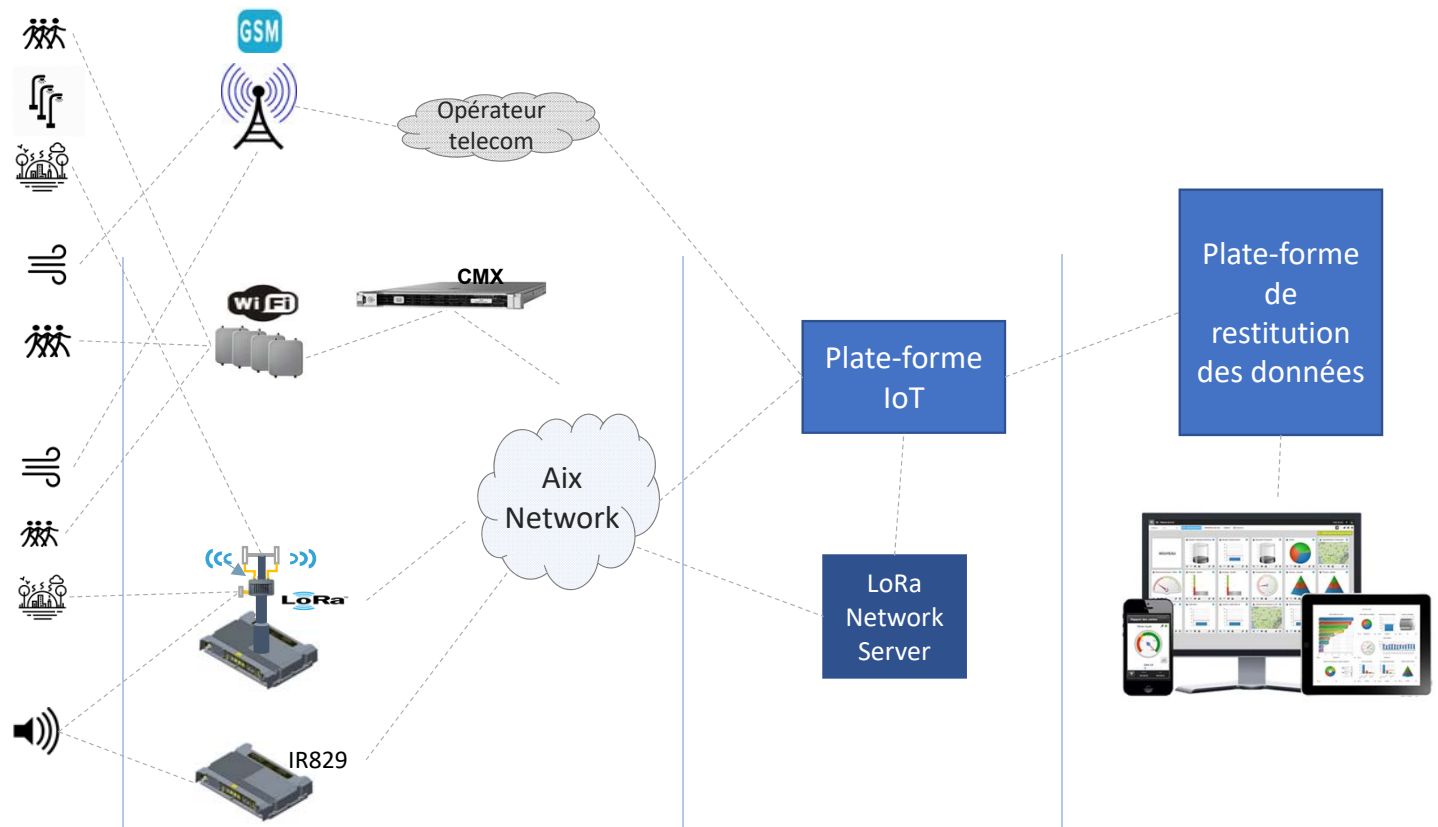 GSM
Opérateur
telecom
Plate-forme
de
restitution
des données
CMX
WiFi
Plate-forme
IoT
Aix
Network
LoRa
LoRa
Network
Server
IR829